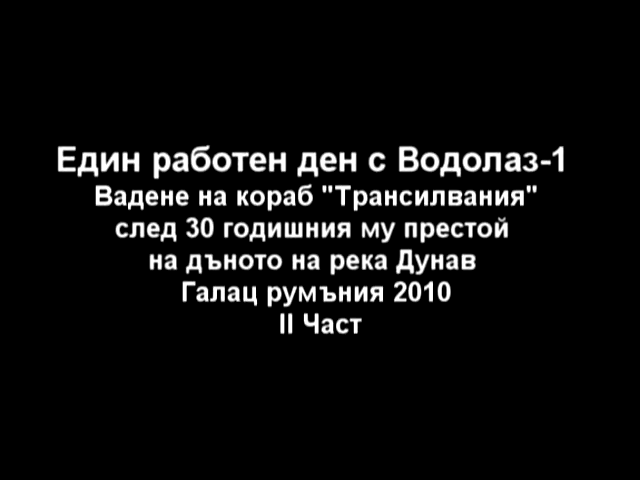 Един работен ден с Водолаз-1
Вадене на кораб "Трансилвания"
след 30 годишния му престой
на дъното на река Дунав
Галац румъния 2010
II Част